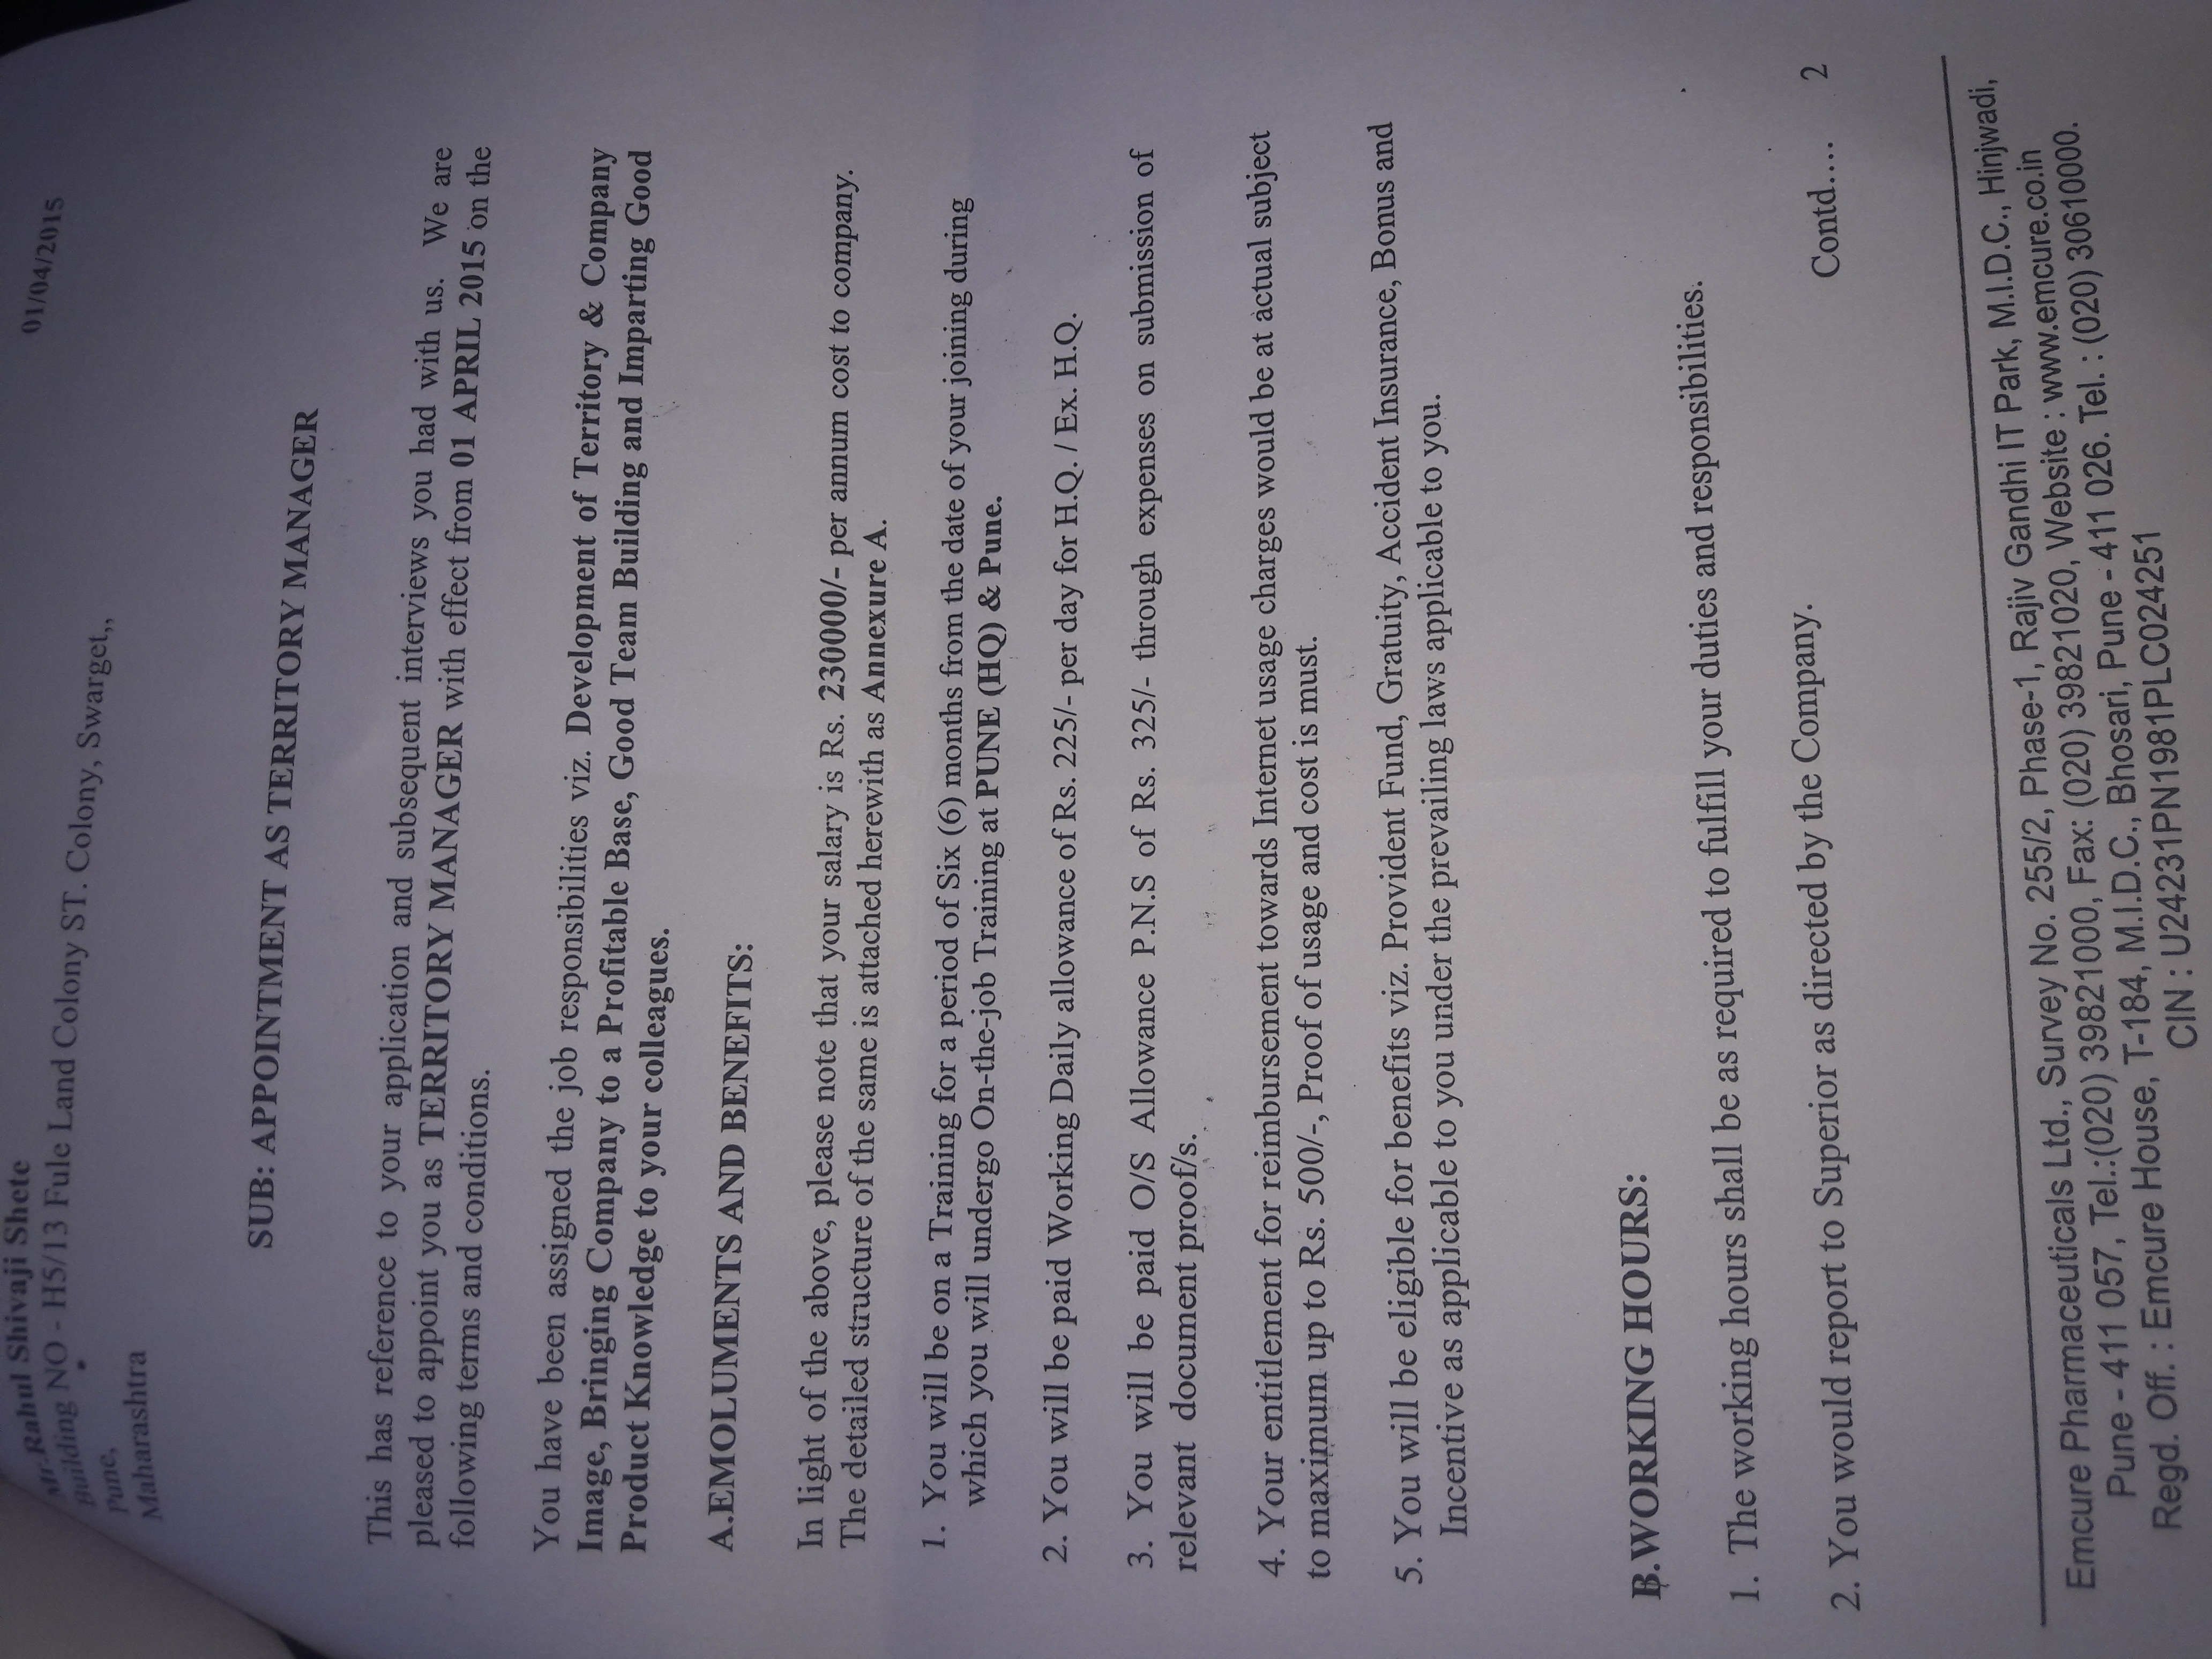 Mr.Rahul Shivaji Shete
01/04/2015
Building NO - H5/13 Fule Land Colony ST. Colony, Swarget,,
Pune,
Maharashtra
SUB: APPOINTMENT AS TERRITORY MANAGER
This has reference to your application and subsequent interviews you had with us. We are
pleased to appoint you as TERRITORY MANAGER with effect from 01 APRIL 2015 on the
following terms and conditions.
You have been assigned the job responsibilities viz. Development of Territory & Company
Image, Bringing Company to a Profitable Base, Good Team Building and Imparting Good
Product Knowledge to your colleagues.
A.EMOLUMENTS AND BENEFITS:
In light of the above, please note that your salary is Rs. 230000/- per annum cost to company.
The detailed structure of the same is attached herewith as Annexure A.
1. You will be on a Training for a period of Six (6) months from the date of your joining during
which you will undergo On-the-job Training at PUNE (HQ) & Pune.
2. You will be paid Working Daily allowance of Rs. 225/- per day for H.Q. / Ex. H.Q.
3. You will be paid O/S Allowance P.N.S of Rs. 325/- through expenses on submission of
relevant document proof/s.
4. Your entitlement for reimbursement towards Internet usage charges would be at actual subject
to maximum up to Rs. 500/-, Proof of usage and cost is must.
5. You will be eligible for benefits viz. Provident Fund, Gratuity, Accident Insurance, Bonus and
Incentive as applicable to you under the prevailing laws applicable to you.
B.WORKING HOURS:
1. The working hours shall be as required to fulfill your duties and responsibilities.
2. You would report to Superior as directed by the Company.
Contd.... 2
Emcure Pharmaceuticals Ltd., Survey No. 255/2, Phase-1, Rajiv Gandhi IT Park, M.I.D.C., Hinjwadi,
Pune - 411 057, Tel.:(020) 39821000, Fax: (020) 39821020, Website : www.emcure.co.in
Regd. Off. : Emcure House, T-184, M.I.D.C., Bhosari, Pune - 411 026. Tel. : (020) 30610000.
CIN : U24231PN1981PLC024251